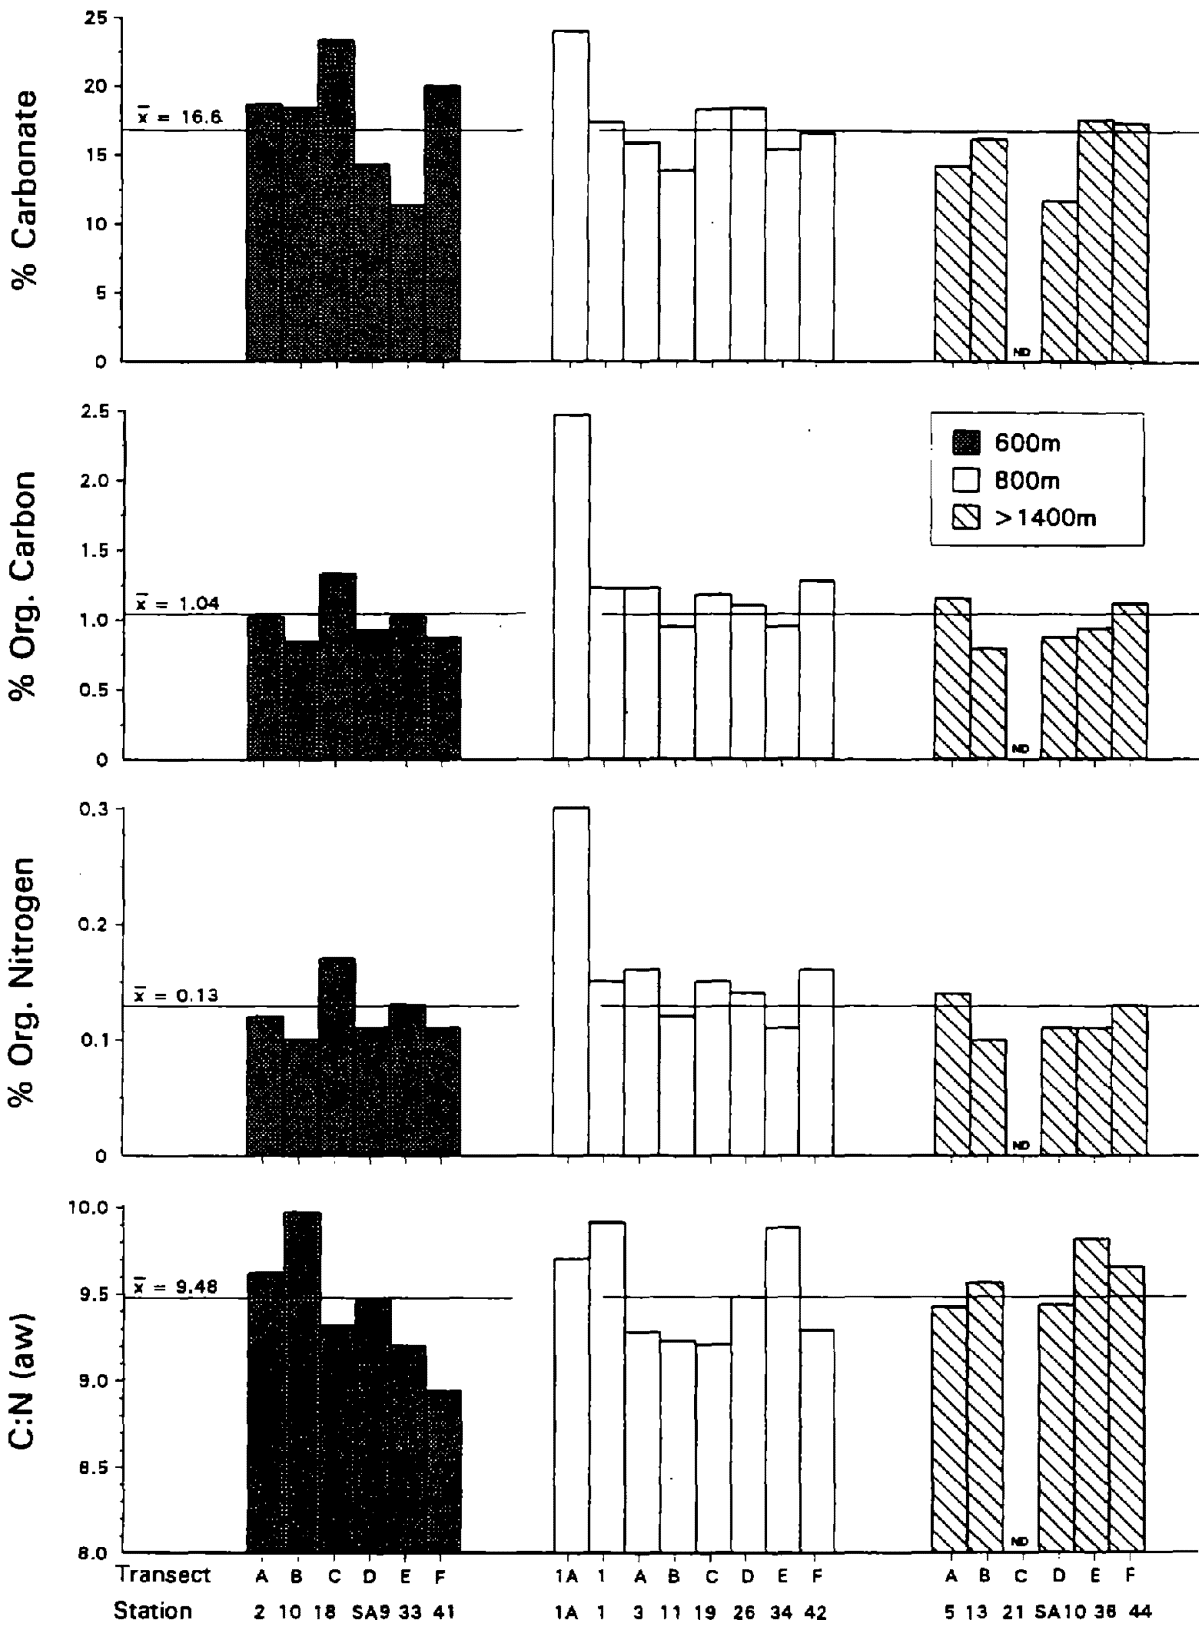 % Carbonate
25
20
15
10
5
0
x̄ = 16.6
ND
% Org. Carbon
2.5
2.0
1.5
1.0
0.5
0
x̄ = 1.04
ND
600m
800m
>1400m
% Org. Nitrogen
0.3
0.2
0.1
0
x̄ = 0.13
ND
C:N (aw)
10.0
9.5
9.0
8.5
8.0
x̄ = 9.48
ND
Transect A B C D E F 1A 1 A B C D E F A B C D E F
Station 2 10 18 SA9 33 41 1A 1 3 11 19 26 34 42 5 13 21 SA10 36 44